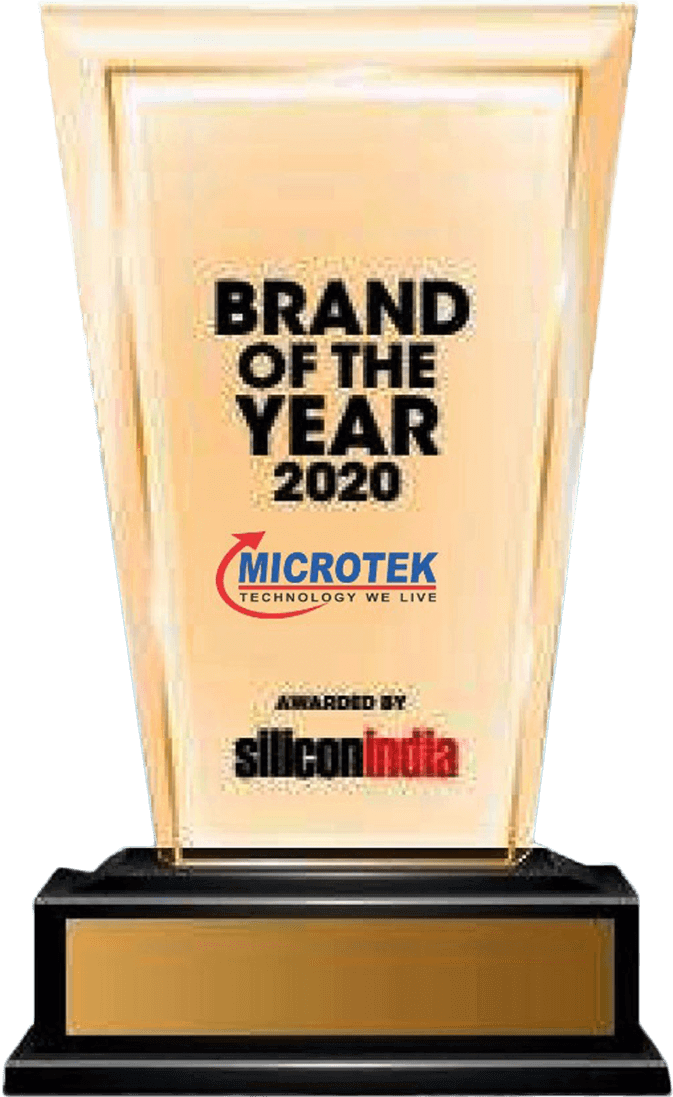 BRAND
OF THE
YEAR
2020
MICROTEK
TECHNOLOGY WE LIVE
AWARDED BY
siliconindia